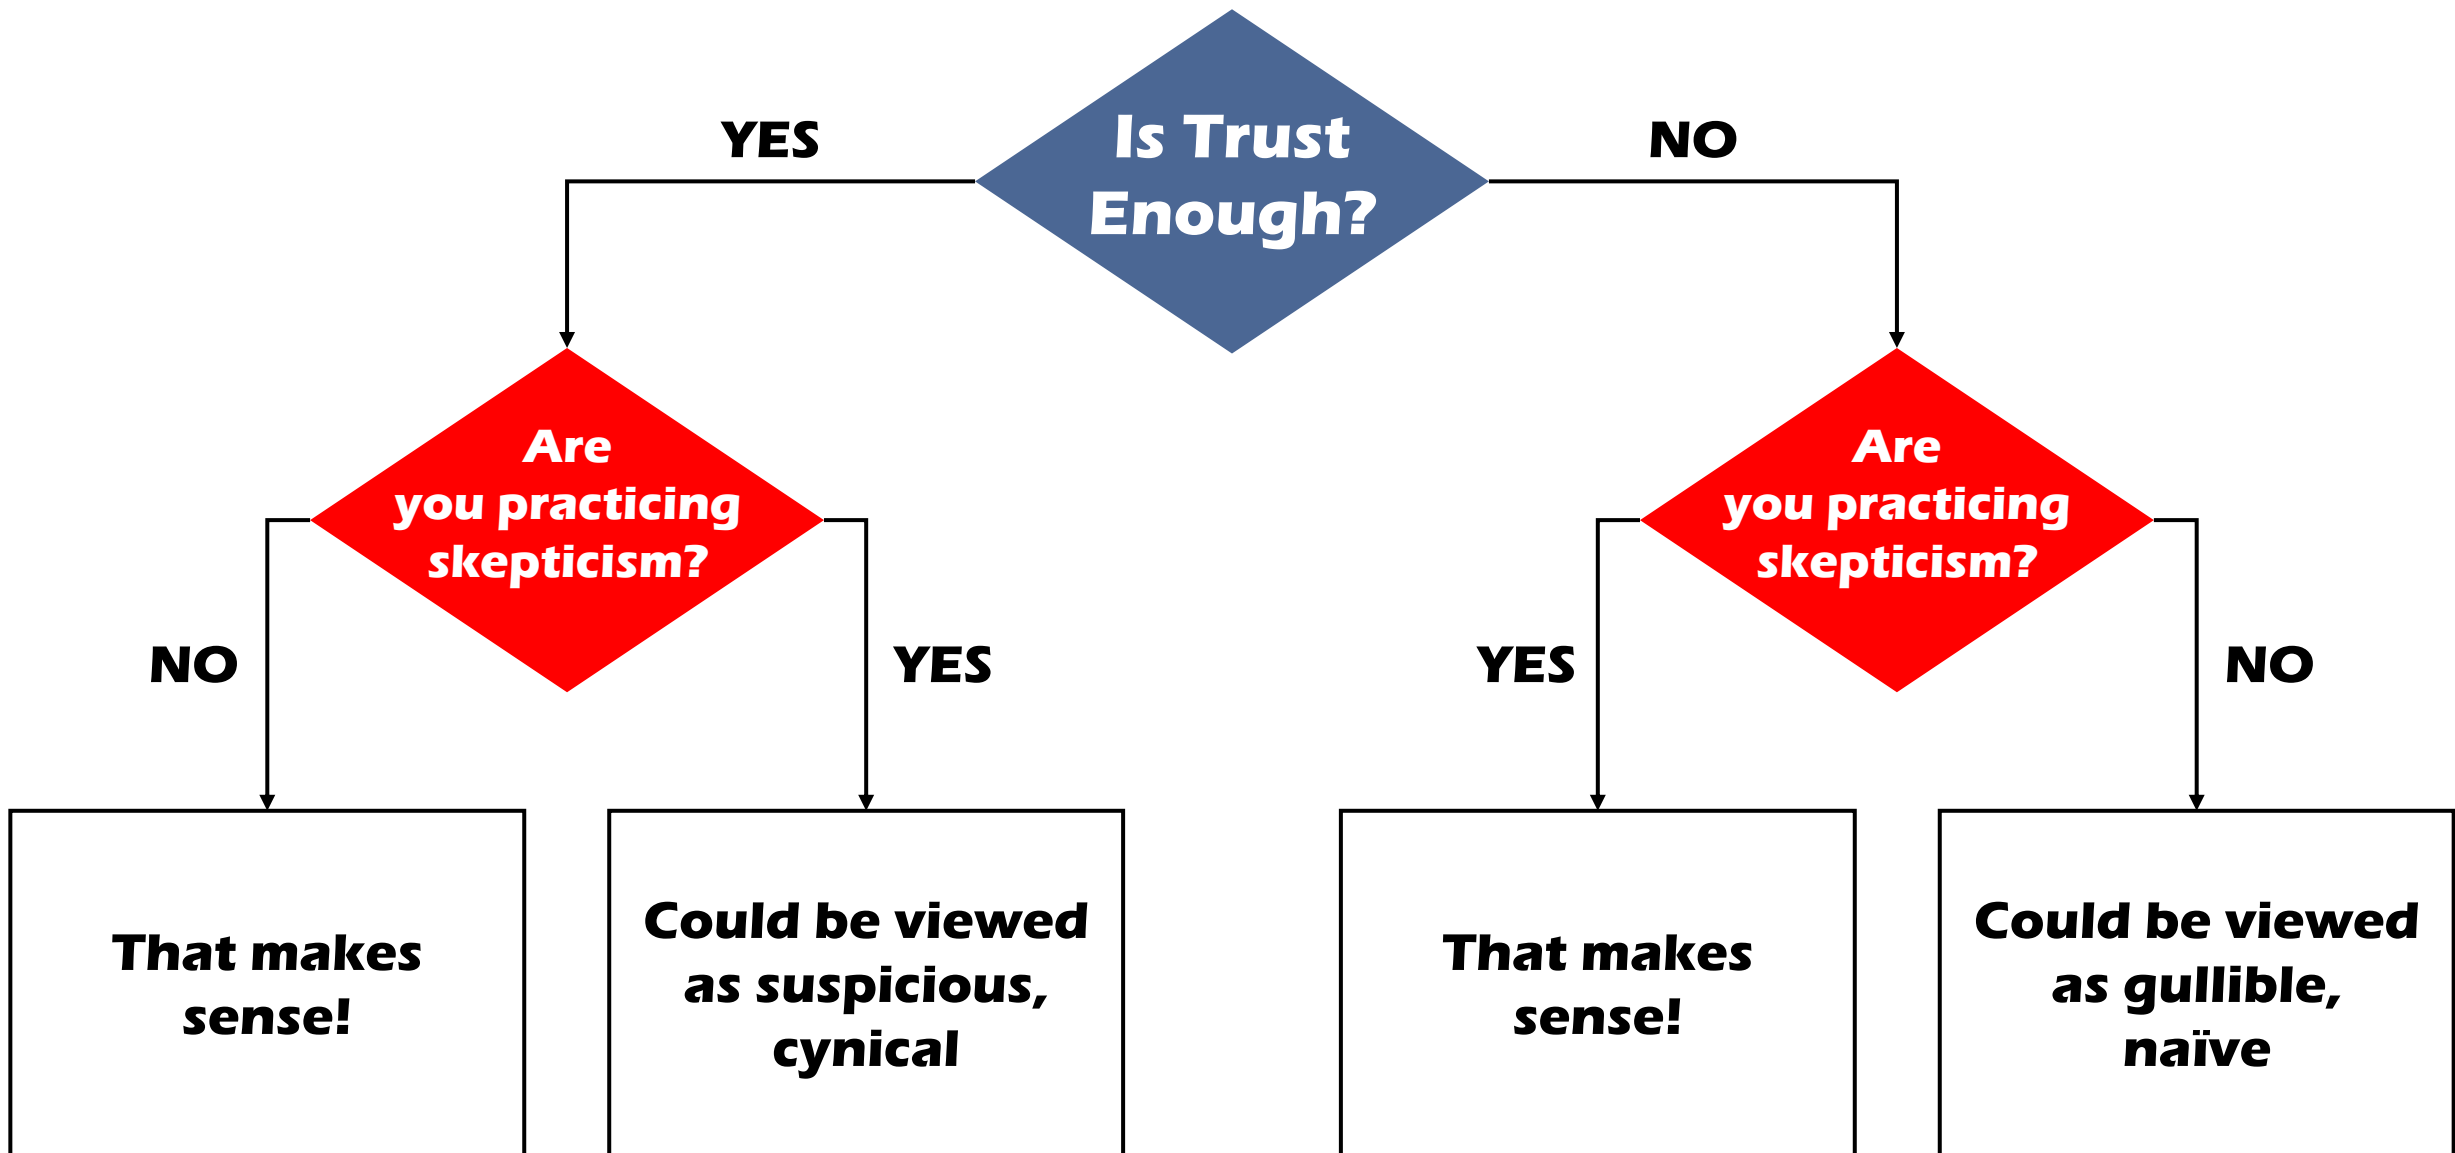 Is Trust
Enough?
YES
NO
Are
you practicing
skepticism?
Are
you practicing
skepticism?
NO
YES
YES
NO
That makes
sense!
Could be viewed
as suspicious,
cynical
That makes
sense!
Could be viewed
as gullible,
naïve